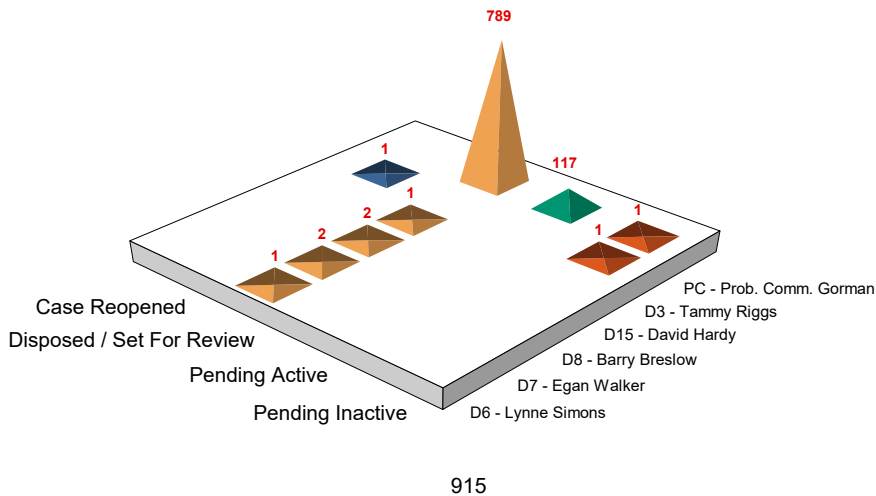 789
1
117
1
1
2
1
2
1
Case Reopened
Disposed / Set For Review
Pending Active
Pending Inactive
PC - Prob. Comm. Gorman
D3 - Tammy Riggs
D15 - David Hardy
D8 - Barry Breslow
D7 - Egan Walker
D6 - Lynne Simons
915